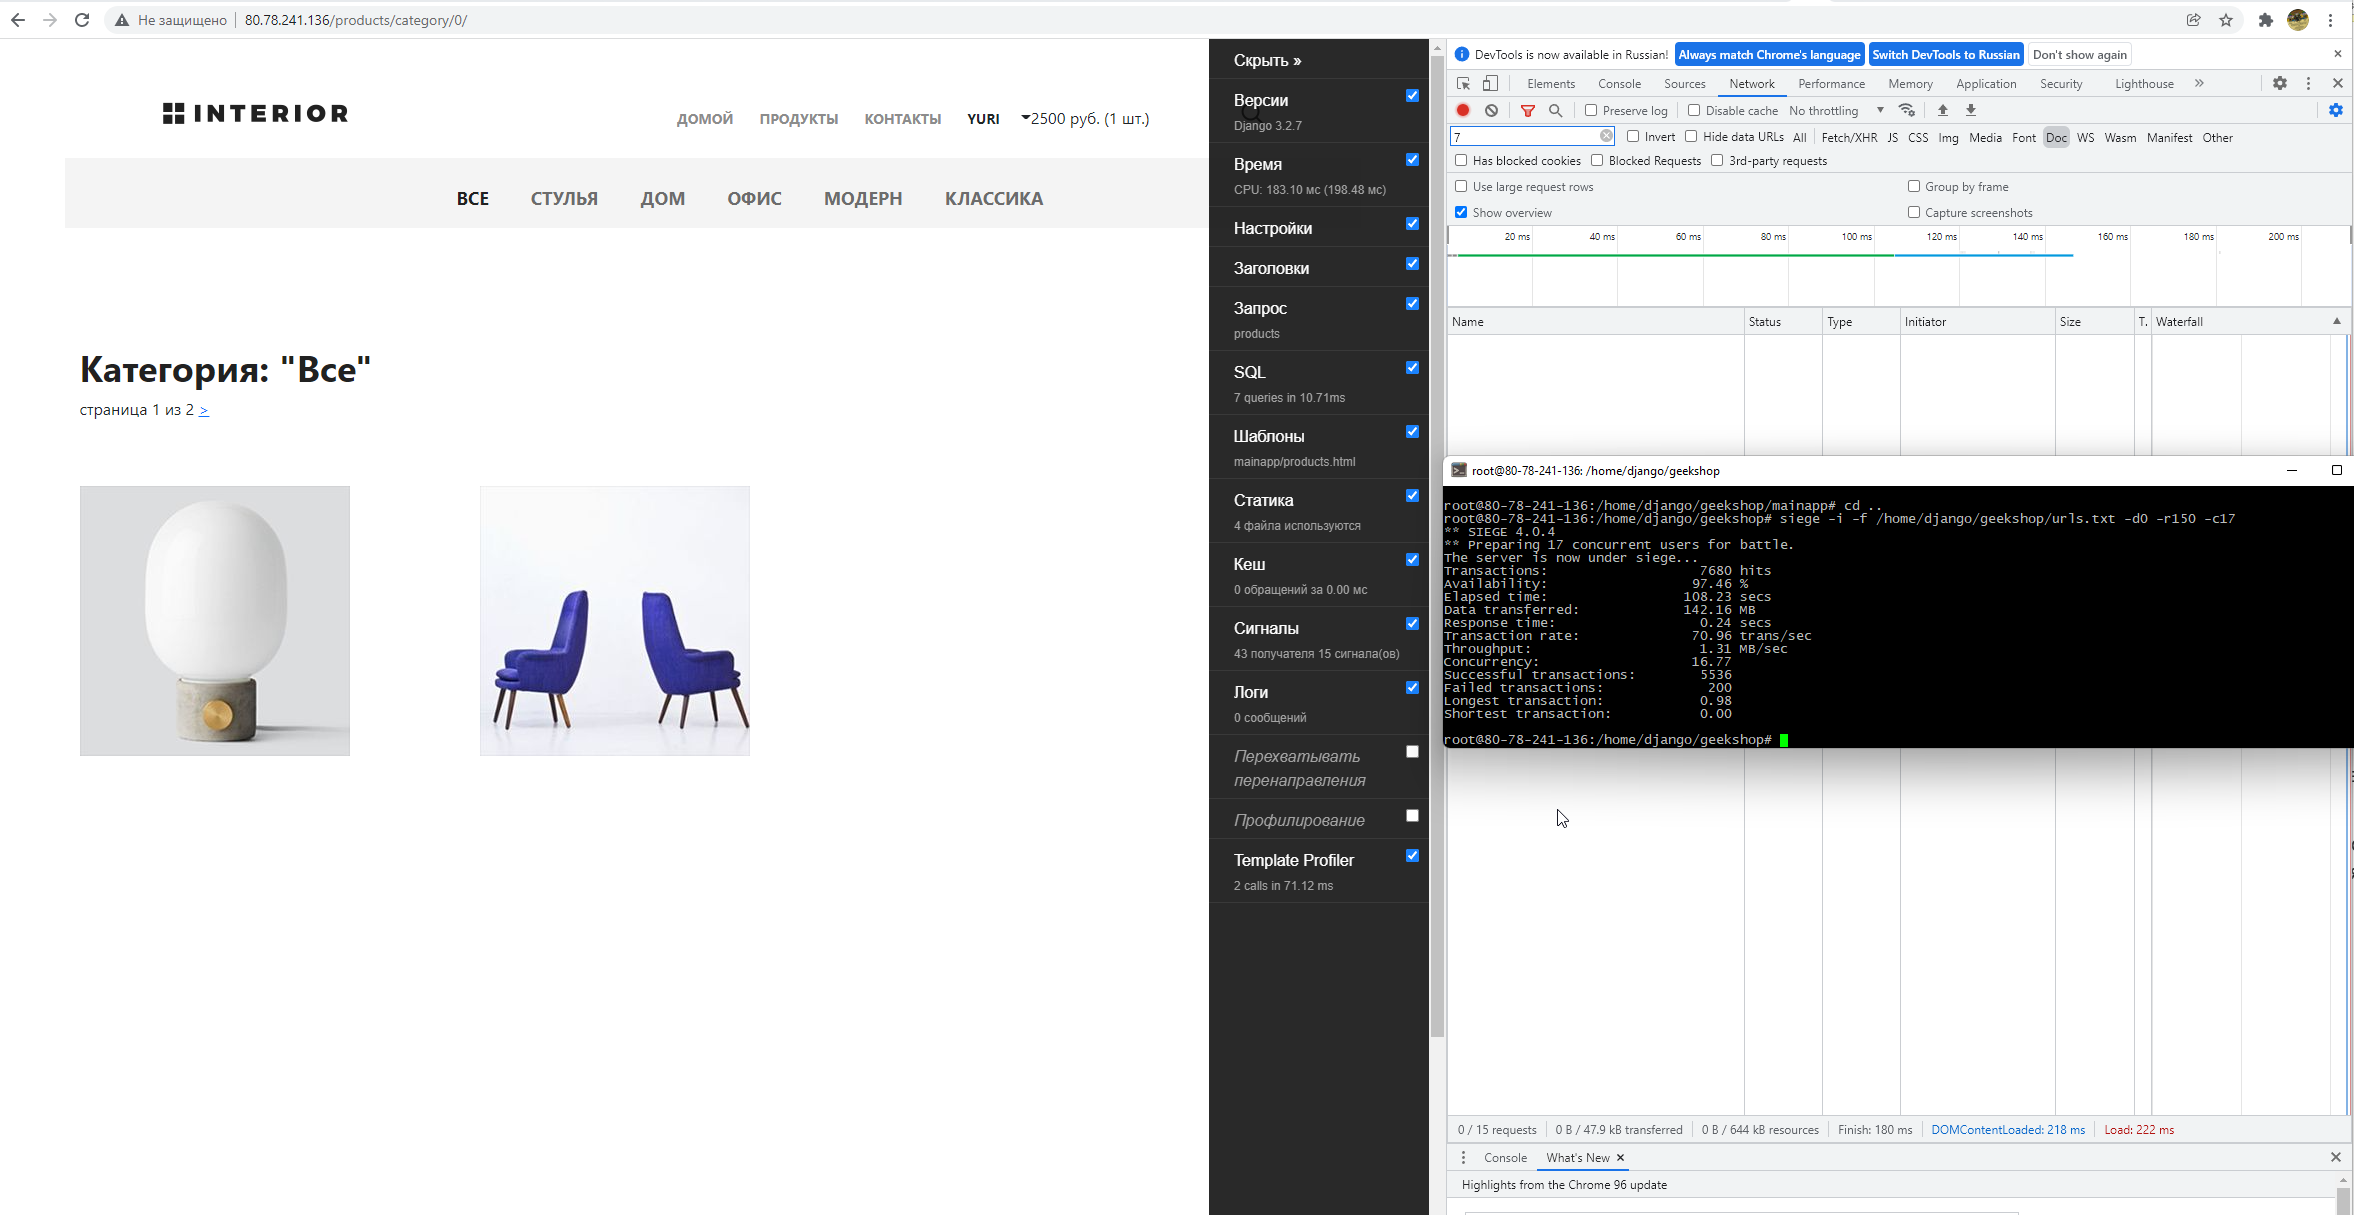 Не защищено 80.78.241.136/products/category/0/
INTERIOR
ДОМОЙ ПРОДУКТЫ КОНТАКТЫ YURI 2500 руб. (1 шт.)
ВСЕ СТУЛЬЯ ДОМ ОФИС МОДЕРН КЛАССИКА
Категория: "Все"
страница 1 из 2 >
Скрыть »
Версии
Django 3.2.7
Время
CPU: 183.10 мс (198.48 мс)
Настройки
Заголовки
Запрос
products
SQL
7 queries in 10.71ms
Шаблоны
mainapp/products.html
Статика
4 файла используются
Кеш
0 обращений за 0.00 мс
Сигналы
43 получателя 15 сигнала(ов)
Логи
0 сообщений
Перехватывать
перенаправления
Профилирование
Template Profiler
2 calls in 71.12 ms
DevTools is now available in Russian! Always match Chrome's language Switch DevTools to Russian Don't show again
Elements Console Sources Network Performance Memory Application Security Lighthouse
Preserve log Disable cache No throttling
7 Invert Hide data URLs All Fetch/XHR JS CSS Img Media Font Doc WS Wasm Manifest Other
Has blocked cookies Blocked Requests 3rd-party requests
Use large request rows Group by frame
Show overview Capture screenshots
20 ms 40 ms 60 ms 80 ms 100 ms 120 ms 140 ms 160 ms 180 ms 200 ms
Name Status Type Initiator Size T. Waterfall
root@80-78-241-136: /home/django/geekshop
root@80-78-241-136:/home/django/geekshop/mainapp# cd ..
root@80-78-241-136:/home/django/geekshop# siege -i -f /home/django/geekshop/urls.txt -d0 -r150 -c17
** SIEGE 4.0.4
** Preparing 17 concurrent users for battle.
The server is now under siege...
Transactions: 7680 hits
Availability: 97.46 %
Elapsed time: 108.23 secs
Data transferred: 142.16 MB
Response time: 0.24 secs
Transaction rate: 70.96 trans/sec
Throughput: 1.31 MB/sec
Concurrency: 16.77
Successful transactions: 5536
Failed transactions: 200
Longest transaction: 0.98
Shortest transaction: 0.00
root@80-78-241-136:/home/django/geekshop#
0 / 15 requests 0 B / 47.9 kB transferred 0 B / 644 kB resources Finish: 180 ms DOMContentLoaded: 218 ms Load: 222 ms
Console What's New
Highlights from the Chrome 96 update